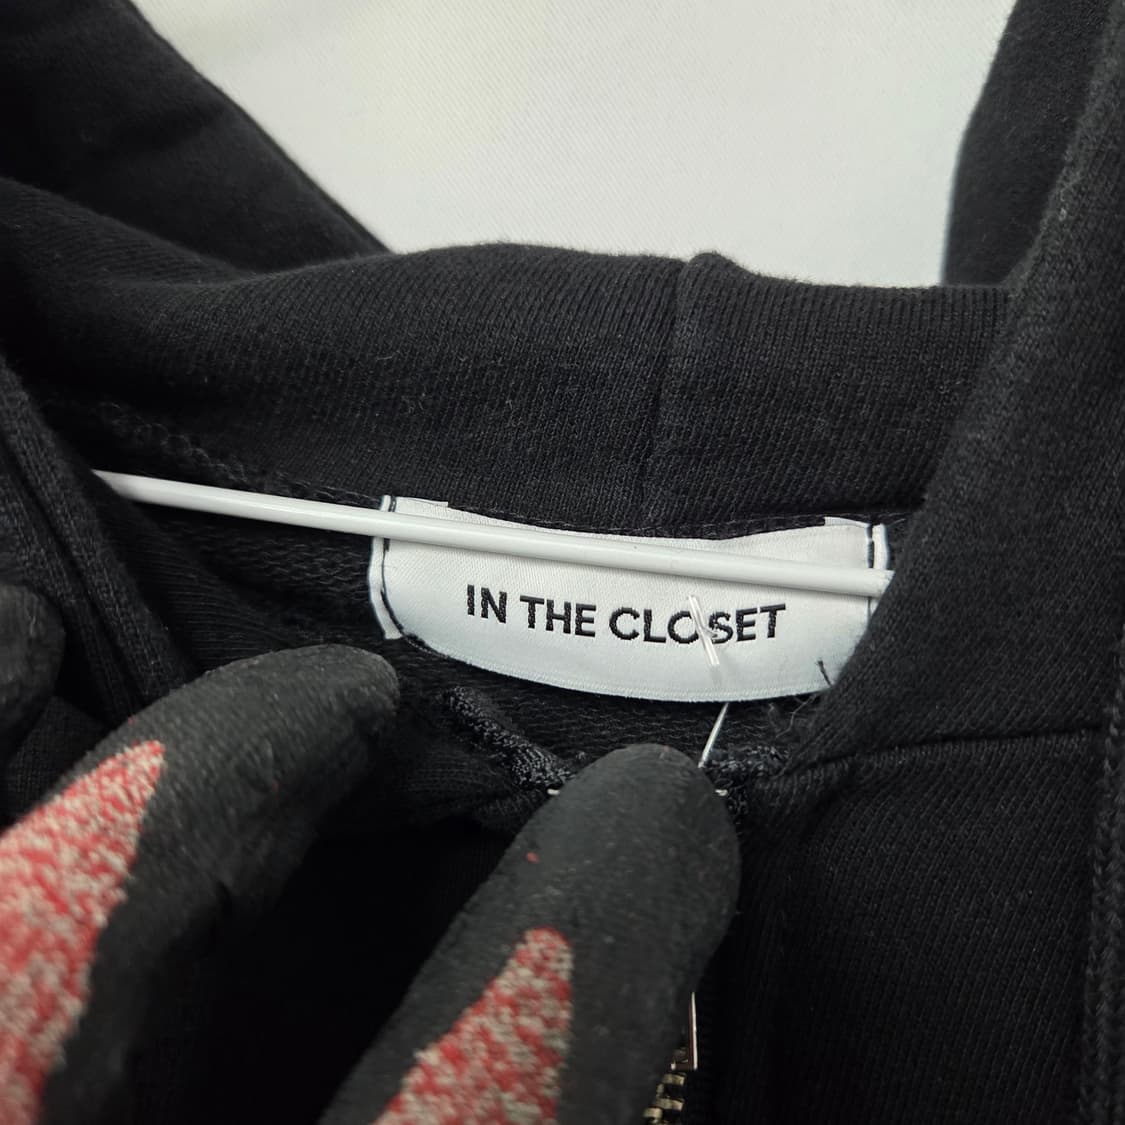 IN THE CLOSET